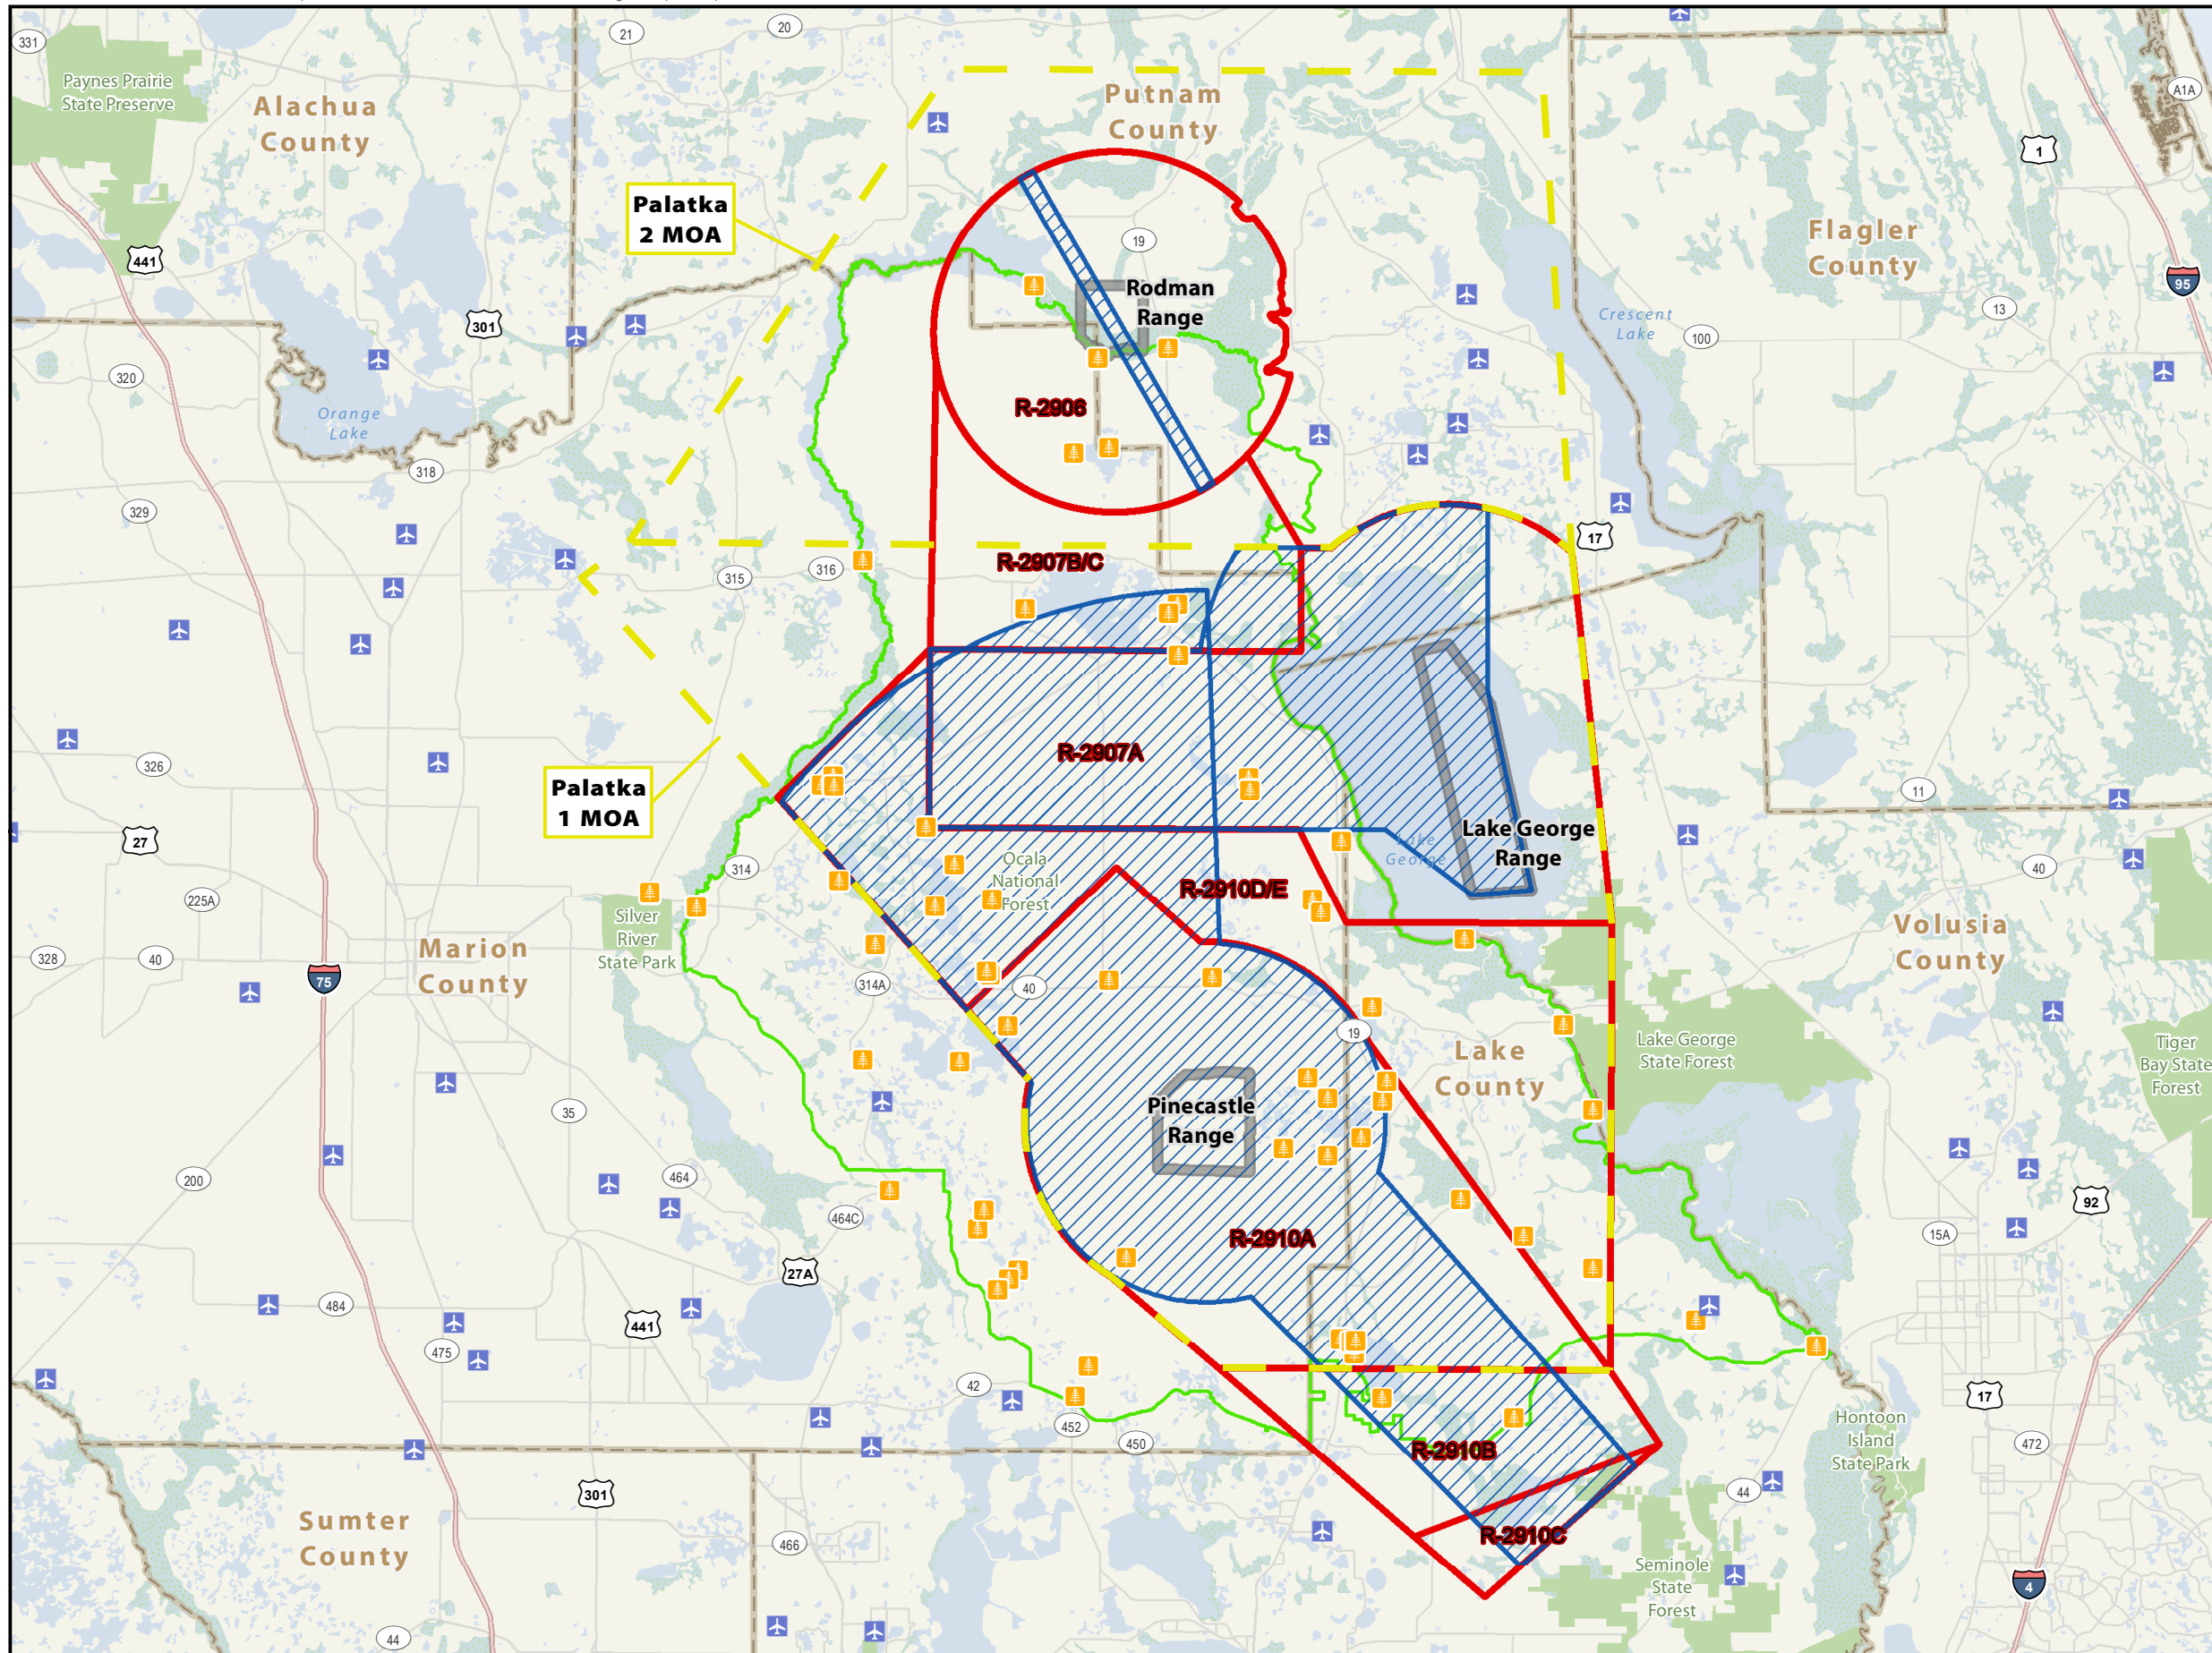 331
21
20
Paynes Prairie
State Preserve
Alachua
County
Putnam
County
A1A
1
Palatka
2 MOA
441
19
Flagler
County
95
Rodman
Range
301
Crescent
Lake
13
100
320
Orange
Lake
R-2906
318
329
17
R-2907B/C
315
316
R-2907A
326
Palatka
1 MOA
11
27
Lake George
Range
Lake
George
314
Ocala
National
Forest
R-2910D/E
40
225A
Silver
River
State Park
Marion
County
Volusia
County
328
40
75
314A
40
19
Lake
County
Lake George
State Forest
Tiger
Bay State
Forest
35
Pinecastle
Range
200
464
464C
92
15A
R-2910A
27A
484
441
475
42
17
452
450
Hontoon
Island
State Park
472
R-2910B
44
301
Sumter
County
R-2910C
466
Seminole
State
Forest
4
44